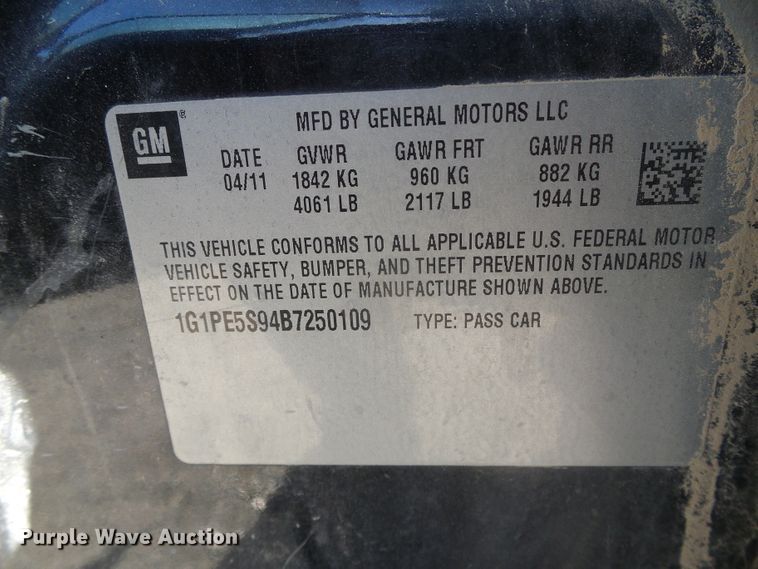 GM ®
MFD BY GENERAL MOTORS LLC
DATE GVWR GAWR FRT GAWR RR
04/11 1842 KG 960 KG 882 KG
4061 LB 2117 LB 1944 LB
THIS VEHICLE CONFORMS TO ALL APPLICABLE U.S. FEDERAL MOTOR
VEHICLE SAFETY, BUMPER, AND THEFT PREVENTION STANDARDS IN
EFFECT ON THE DATE OF MANUFACTURE SHOWN ABOVE.
1G1PE5S94B7250109 TYPE: PASS CAR
Purple Wave Auction